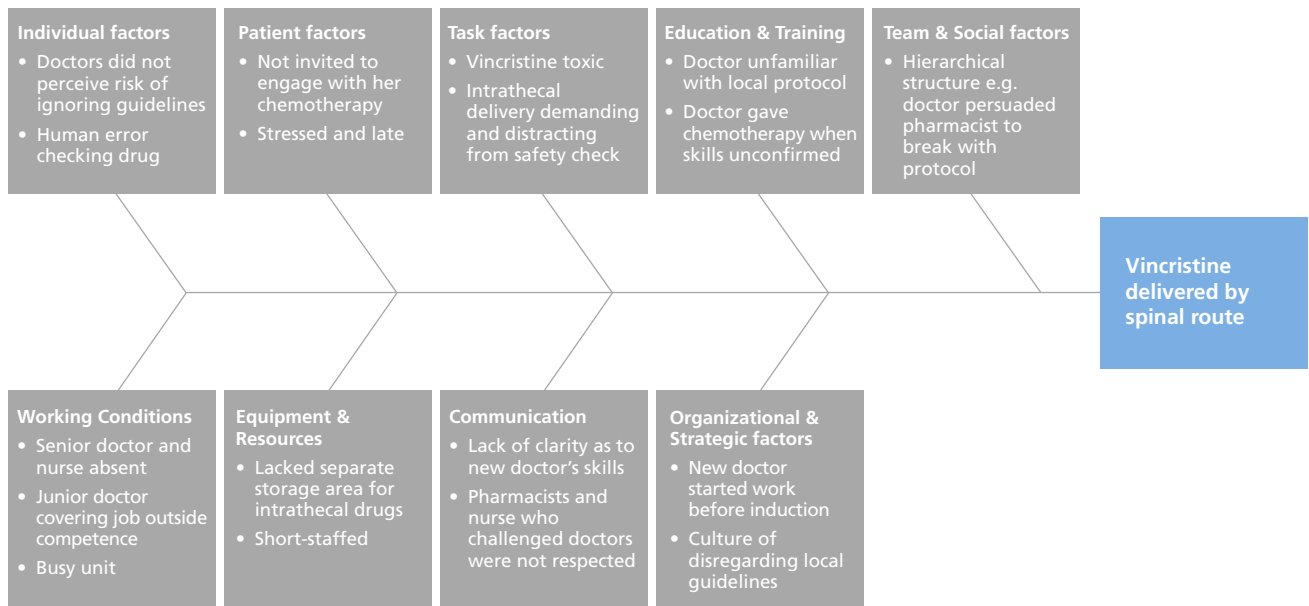 Individual factors
• Doctors did not
perceive risk of
ignoring guidelines
• Human error
checking drug
Patient factors
• Not invited to
engage with her
chemotherapy
• Stressed and late
Task factors
• Vincristine toxic
• Intrathecal
delivery demanding
and distracting
from safety check
Education & Training
• Doctor unfamiliar
with local protocol
• Doctor gave
chemotherapy when
skills unconfirmed
Team & Social factors
• Hierarchical
structure e.g.
doctor persuaded
pharmacist to
break with
protocol
Vincristine
delivered by
spinal route
Working Conditions
• Senior doctor and
nurse absent
• Junior doctor
covering job outside
competence
• Busy unit
Equipment &
Resources
• Lacked separate
storage area for
intrathecal drugs
• Short-staffed
Communication
• Lack of clarity as to
new doctor’s skills
• Pharmacists and
nurse who
challenged doctors
were not respected
Organizational &
Strategic factors
• New doctor
started work
before induction
• Culture of
disregarding local
guidelines